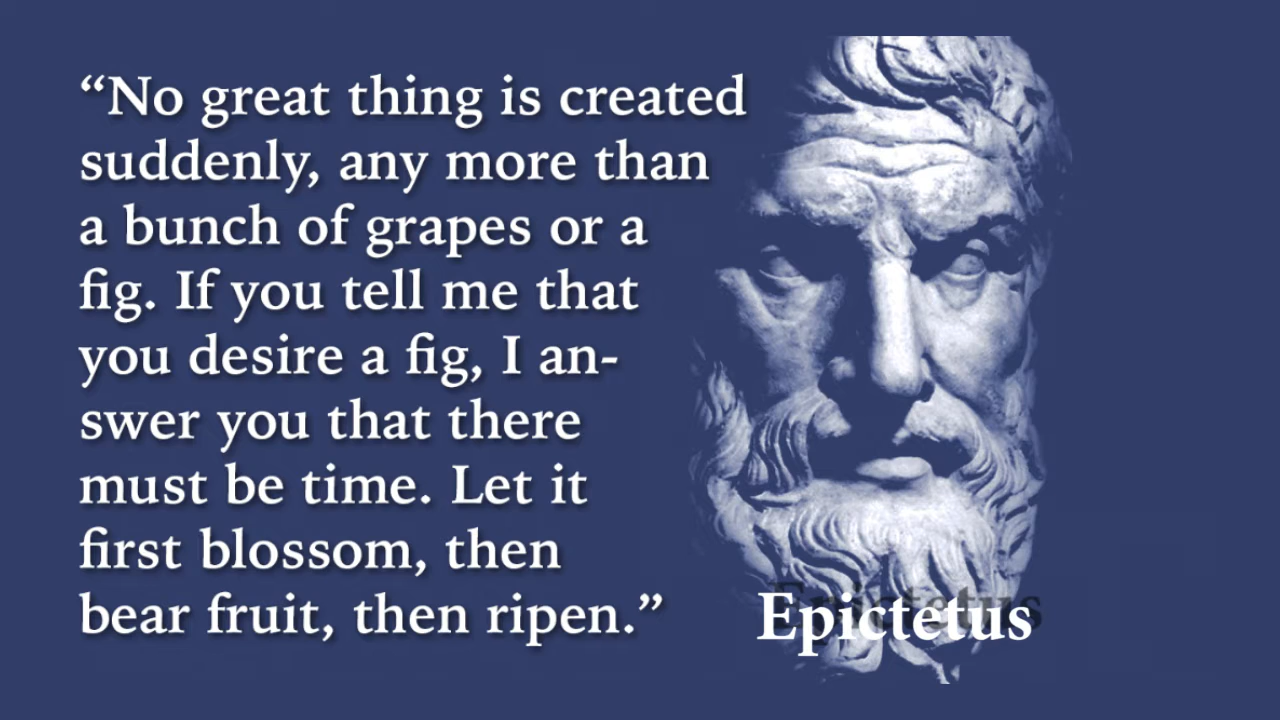 “No great thing is created
suddenly, any more than
a bunch of grapes or a
fig. If you tell me that
you desire a fig, I an-
swer you that there
must be time. Let it
first blossom, then
bear fruit, then ripen.”
Epictetus